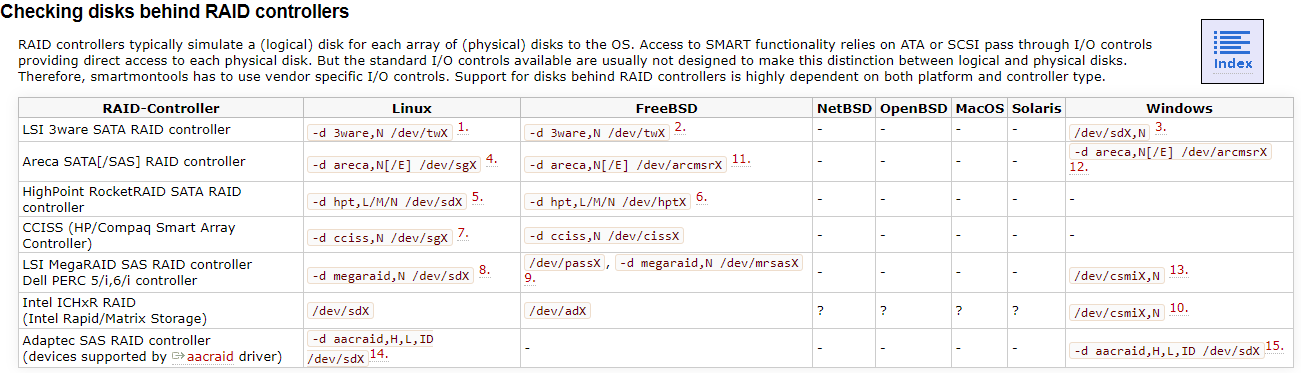 Checking disks behind RAID controllers
RAID controllers typically simulate a (logical) disk for each array of (physical) disks to the OS. Access to SMART functionality relies on ATA or SCSI pass through I/O controls
providing direct access to each physical disk. But the standard I/O controls available are usually not designed to make this distinction between logical and physical disks.
Therefore, smartmontools has to use vendor specific I/O controls. Support for disks behind RAID controllers is highly dependent on both platform and controller type.
Index
RAID-Controller Linux FreeBSD NetBSD OpenBSD MacOS Solaris Windows
LSI 3ware SATA RAID controller -d 3ware,N /dev/twX 1. -d 3ware,N /dev/twX 2. - - - - /dev/sdX,N 3.
Areca SATA[/SAS] RAID controller -d areca,N[/E] /dev/sgX 4. -d areca,N[/E] /dev/arcmsrX 11. - - - - -d areca,N[/E] /dev/arcmsrX
12.
HighPoint RocketRAID SATA RAID
controller -d hpt,L/M/N /dev/sdX 5. -d hpt,L/M/N /dev/hptX 6. - - - - -
CCISS (HP/Compaq Smart Array
Controller) -d cciss,N /dev/sgX 7. -d cciss,N /dev/cissX - - - - -
LSI MegaRAID SAS RAID controller
Dell PERC 5/i,6/i controller -d megaraid,N /dev/sdX 8. /dev/passX, -d megaraid,N /dev/mrsasX
9. - - - - /dev/csmiX,N 13.
Intel ICHxR RAID
(Intel Rapid/Matrix Storage) /dev/sdX /dev/adX ? ? ? ? /dev/csmiX,N 10.
Adaptec SAS RAID controller
(devices supported by aacraid driver) -d aacraid,H,L,ID
/dev/sdX 14. - - - - - -d aacraid,H,L,ID /dev/sdX 15.